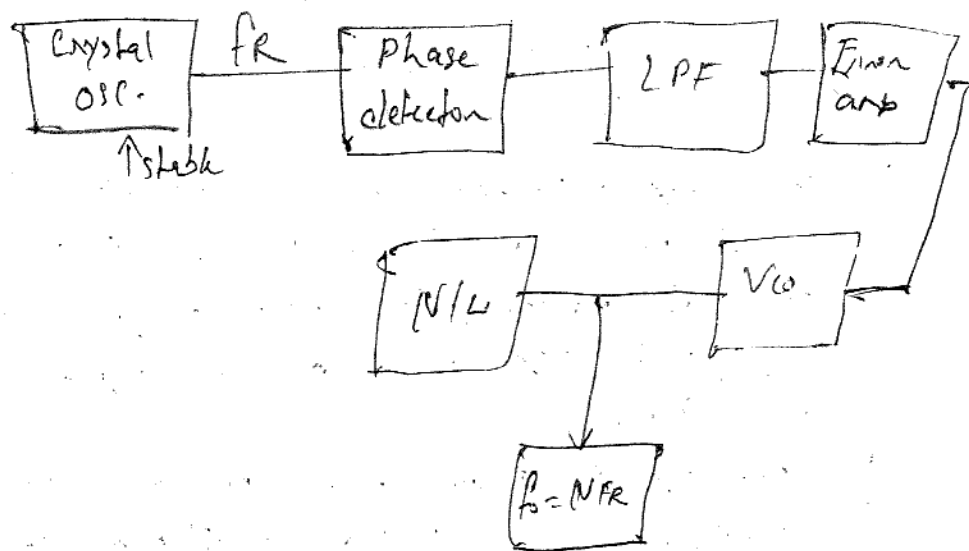 Crystal
OSC.
fR
Phase
detector
LPF
Error
amp
↑stable
N/W
VCO
fo = NFR